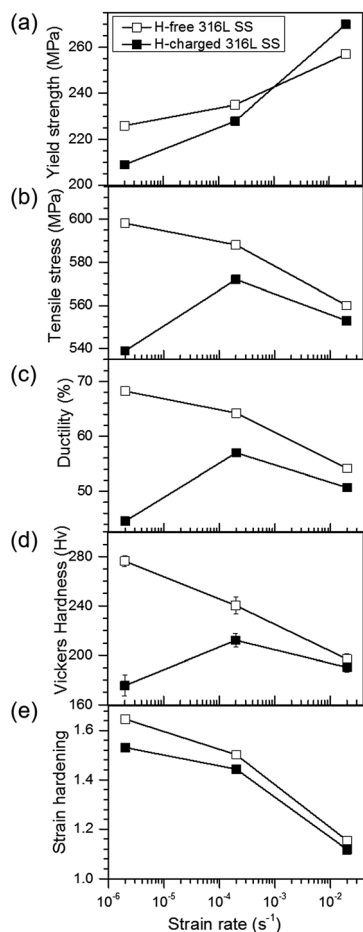 (a)
H-free 316L SS
H-charged 316L SS
Yield strength (MPa)
260
240
220
200
(b)
Tensile stress (MPa)
600
580
560
540
(c)
Ductility (%)
70
60
50
(d)
Vickers Hardness (Hv)
280
240
200
160
(e)
Strain hardening
1.6
1.4
1.2
1.0
10⁻⁶ 10⁻⁵ 10⁻⁴ 10⁻³ 10⁻²
Strain rate (s⁻¹)